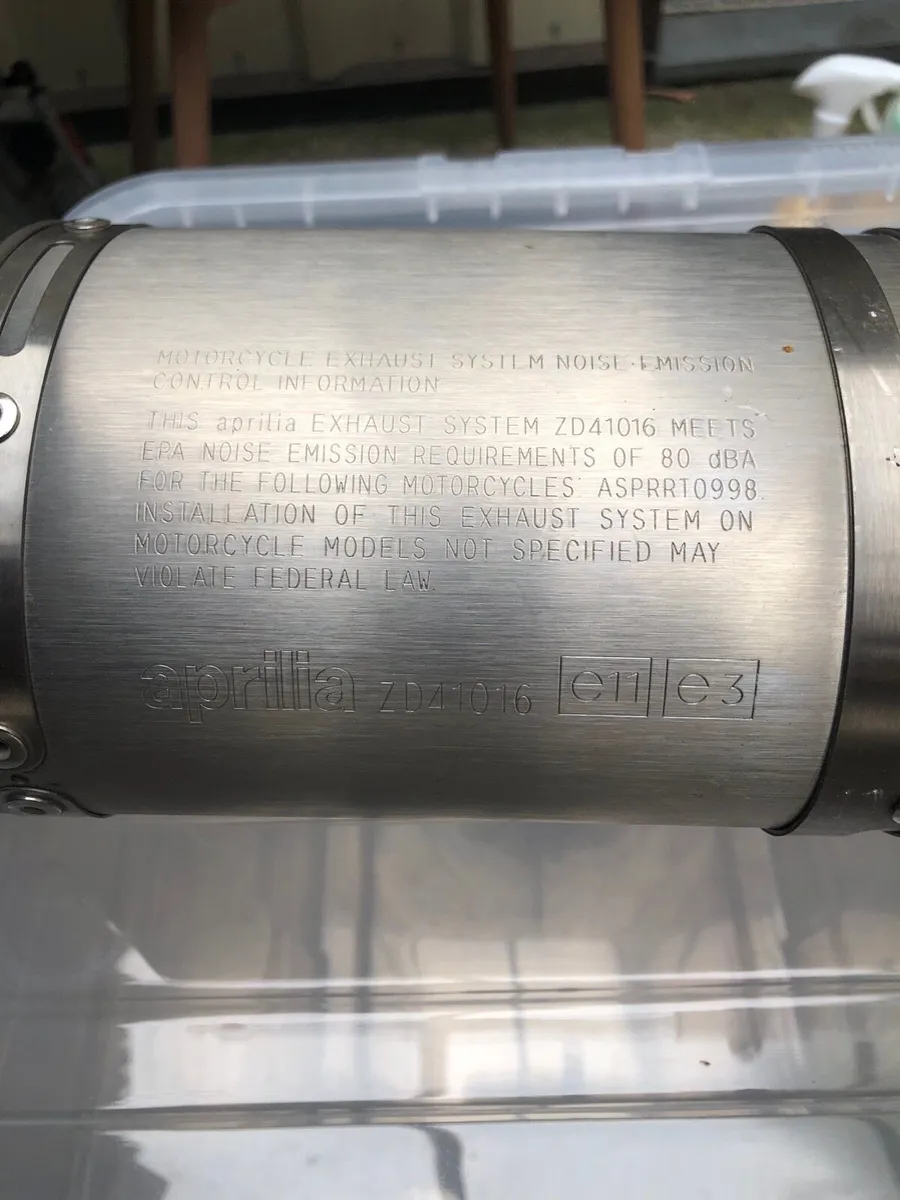 MOTORCYCLE EXHAUST SYSTEM NOISE·EMISSION
CONTROL INFORMATION
THIS aprilia EXHAUST SYSTEM ZD41016 MEETS
EPA NOISE EMISSION REQUIREMENTS OF 80 dBA
FOR THE FOLLOWING MOTORCYCLES ASPRRT0998.
INSTALLATION OF THIS EXHAUST SYSTEM ON
MOTORCYCLE MODELS NOT SPECIFIED MAY
VIOLATE FEDERAL LAW.
aprilia ZD41016 e11 e3